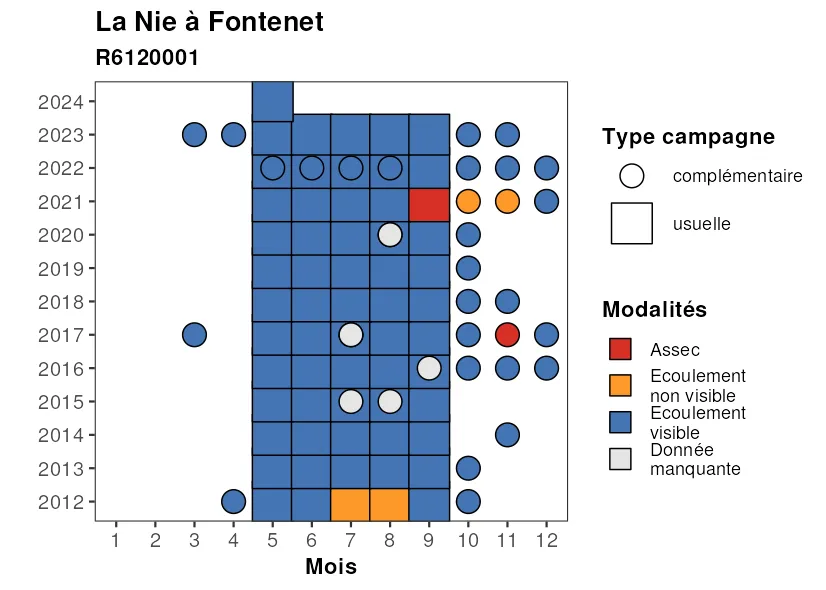 La Nie à Fontenet
R6120001
2024
2023
2022
2021
2020
2019
2018
2017
2016
2015
2014
2013
2012
1 2 3 4 5 6 7 8 9 10 11 12
Mois
Type campagne
complémentaire
usuelle
Modalités
Assec
Ecoulement
non visible
Ecoulement
visible
Donnée
manquante